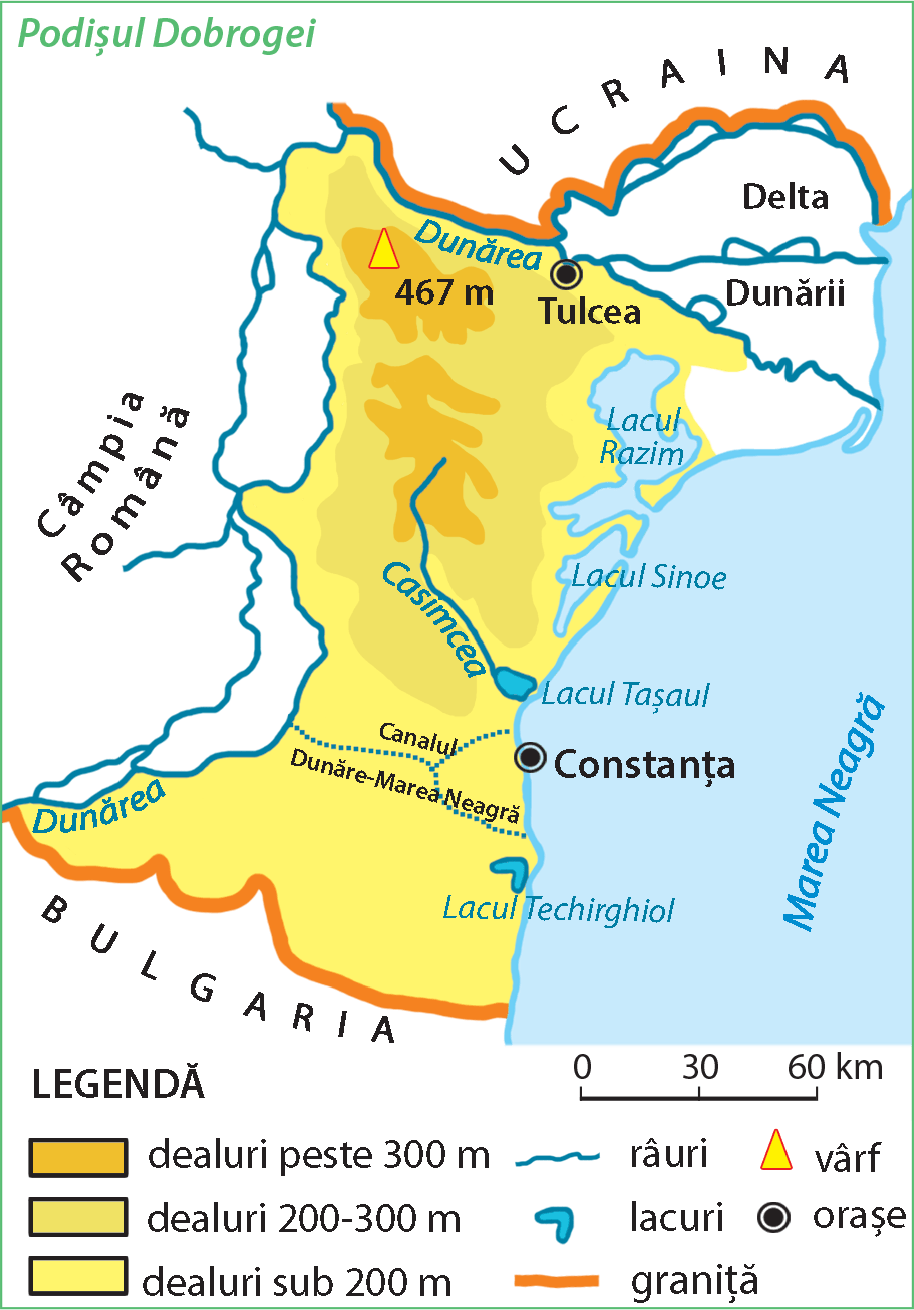 Podișul Dobrogei
UCRAINA
Delta
Dunării
Dunărea
467 m
Tulcea
Câmpia
Română
Lacul
Razim
Lacul Sinoe
Casimcea
Lacul Tașaul
Canalul
Dunăre-Marea Neagră
Constanța
Marea Neagră
Dunărea
Lacul Techirghiol
BULGARIA
LEGENDĂ
0 30 60 km
dealuri peste 300 m
dealuri 200-300 m
dealuri sub 200 m
râuri
lacuri
graniță
vârf
orașe